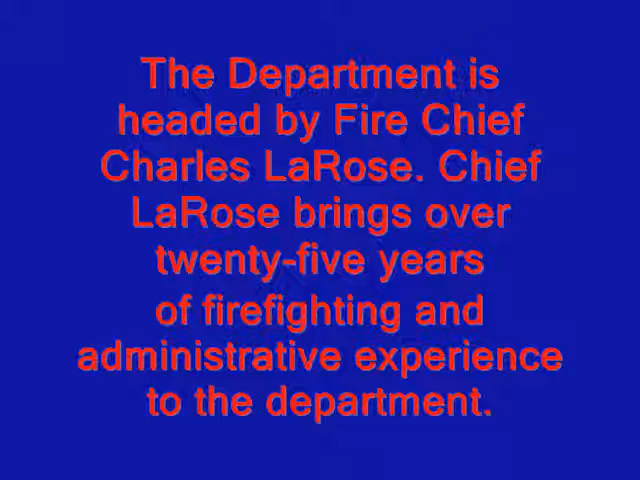 The Department is
headed by Fire Chief
Charles LaRose. Chief
LaRose brings over
twenty-five years
of firefighting and
administrative experience
to the department.